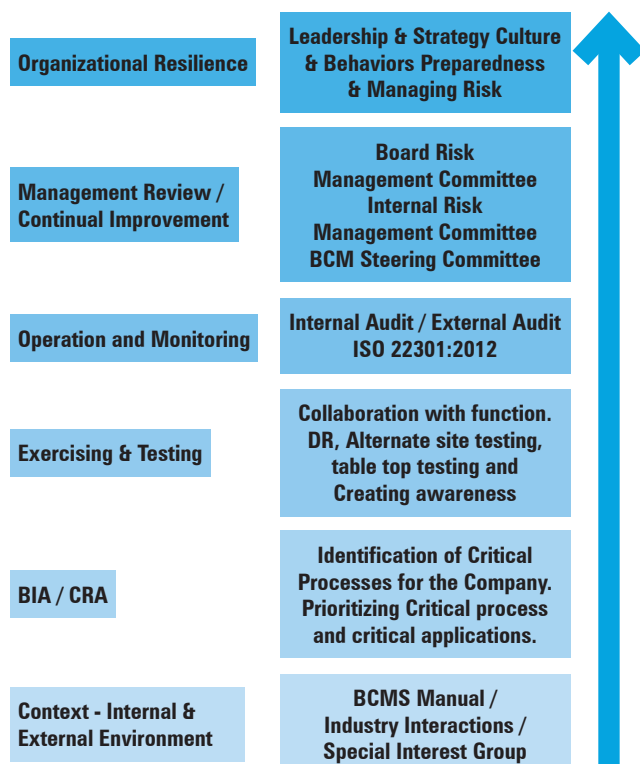 Organizational Resilience
Leadership & Strategy Culture
& Behaviors Preparedness
& Managing Risk
Management Review /
Continual Improvement
Board Risk
Management Committee
Internal Risk
Management Committee
BCM Steering Committee
Operation and Monitoring
Internal Audit / External Audit
ISO 22301:2012
Exercising & Testing
Collaboration with function.
DR, Alternate site testing,
table top testing and
Creating awareness
BIA / CRA
Identification of Critical
Processes for the Company.
Prioritizing Critical process
and critical applications.
Context - Internal &
External Environment
BCMS Manual /
Industry Interactions /
Special Interest Group